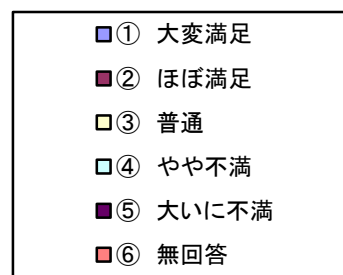 ① 大変満足
② ほぼ満足
③ 普通
④ やや不満
⑤ 大いに不満
⑥ 無回答